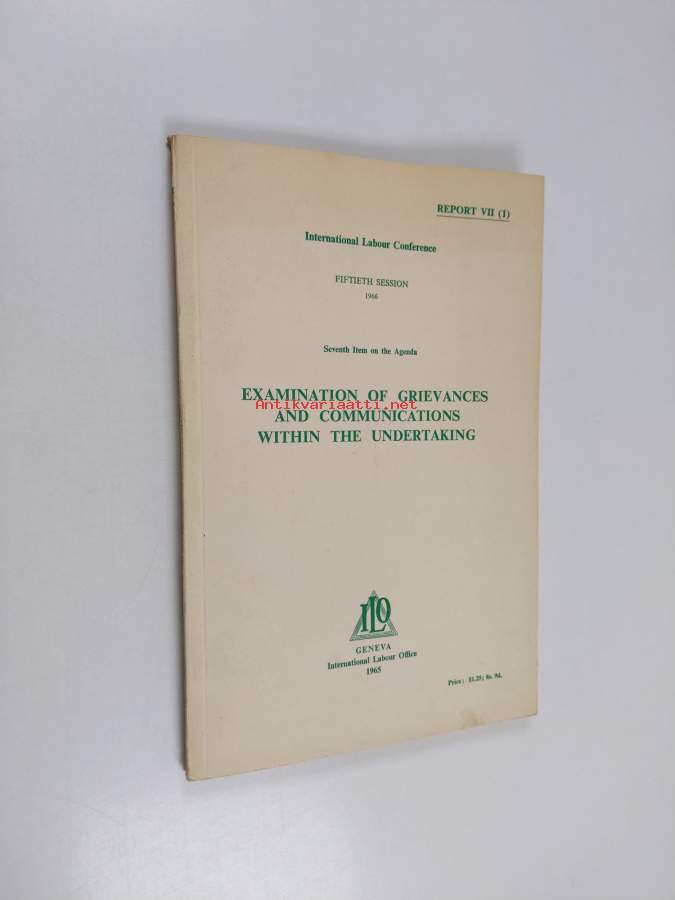 REPORT VII (1)
International Labour Conference
FIFTIETH SESSION
1966
Seventh Item on the Agenda
EXAMINATION OF GRIEVANCES
Antikvariaatti.net
AND COMMUNICATIONS
WITHIN THE UNDERTAKING
ILO
GENEVA
International Labour Office
1965
Price: $1.25; 8s. 9d.